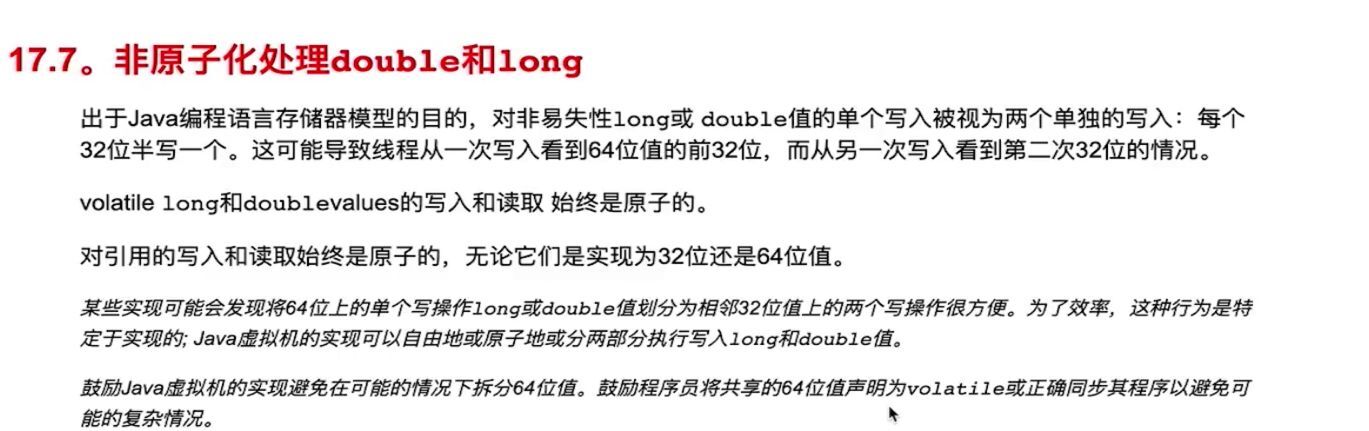 17.7。非原子化处理double和long
出于Java编程语言存储器模型的目的，对非易失性long或 double值的单个写入被视为两个单独的写入：每个
32位半写一个。这可能导致线程从一次写入看到64位值的前32位，而从另一次写入看到第二次32位的情况。
volatile long和doublevalues的写入和读取 始终是原子的。
对引用的写入和读取始终是原子的，无论它们是实现为32位还是64位值。
某些实现可能会发现将64位上的单个写操作long或double值划分为相邻32位值上的两个写操作很方便。为了效率，这种行为是特
定于实现的; Java虚拟机的实现可以自由地或原子地或分两部分执行写入long和double值。
鼓励Java虚拟机的实现避免在可能的情况下拆分64位值。鼓励程序员将共享的64位值声明为volatile或正确同步其程序以避免可
能的复杂情况。